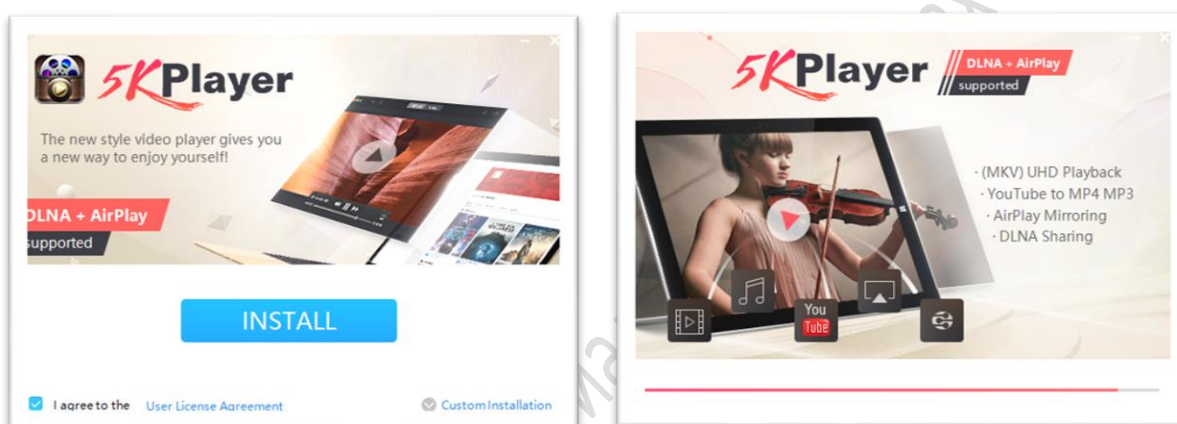 5KPlayer
The new style video player gives you
a new way to enjoy yourself!
DLNA + AirPlay
supported
INSTALL
I agree to the User License Agreement
Custom Installation
5KPlayer
DLNA + AirPlay
supported
· (MKV) UHD Playback
· YouTube to MP4 MP3
· AirPlay Mirroring
· DLNA Sharing
You
Tube